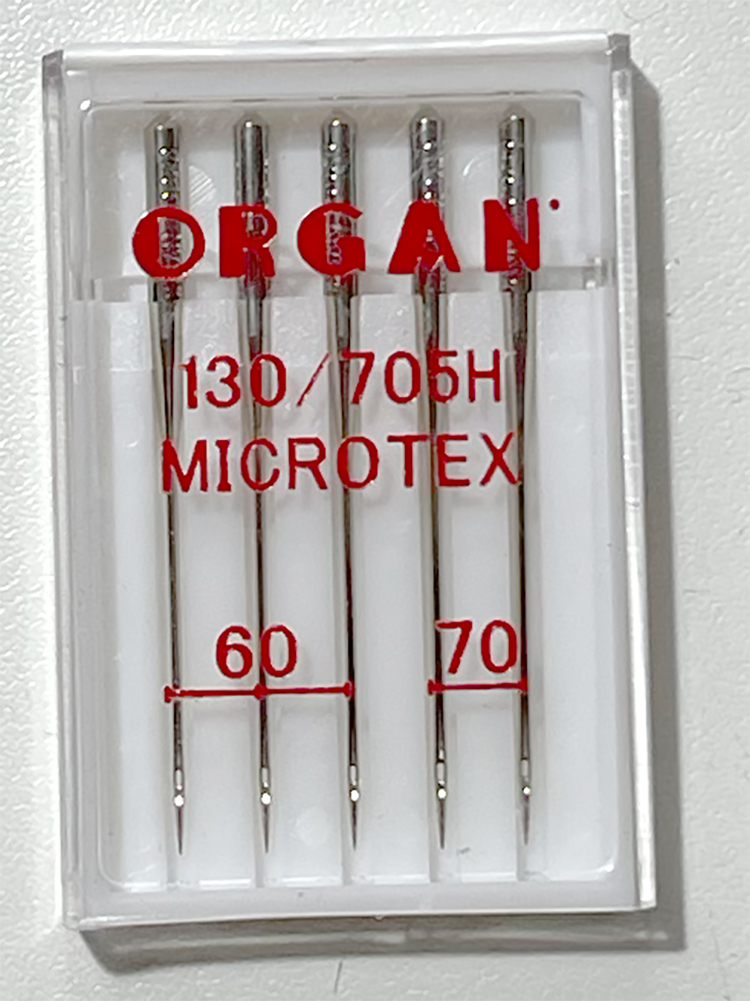 ORGAN
130/705H
MICROTEX
60 70